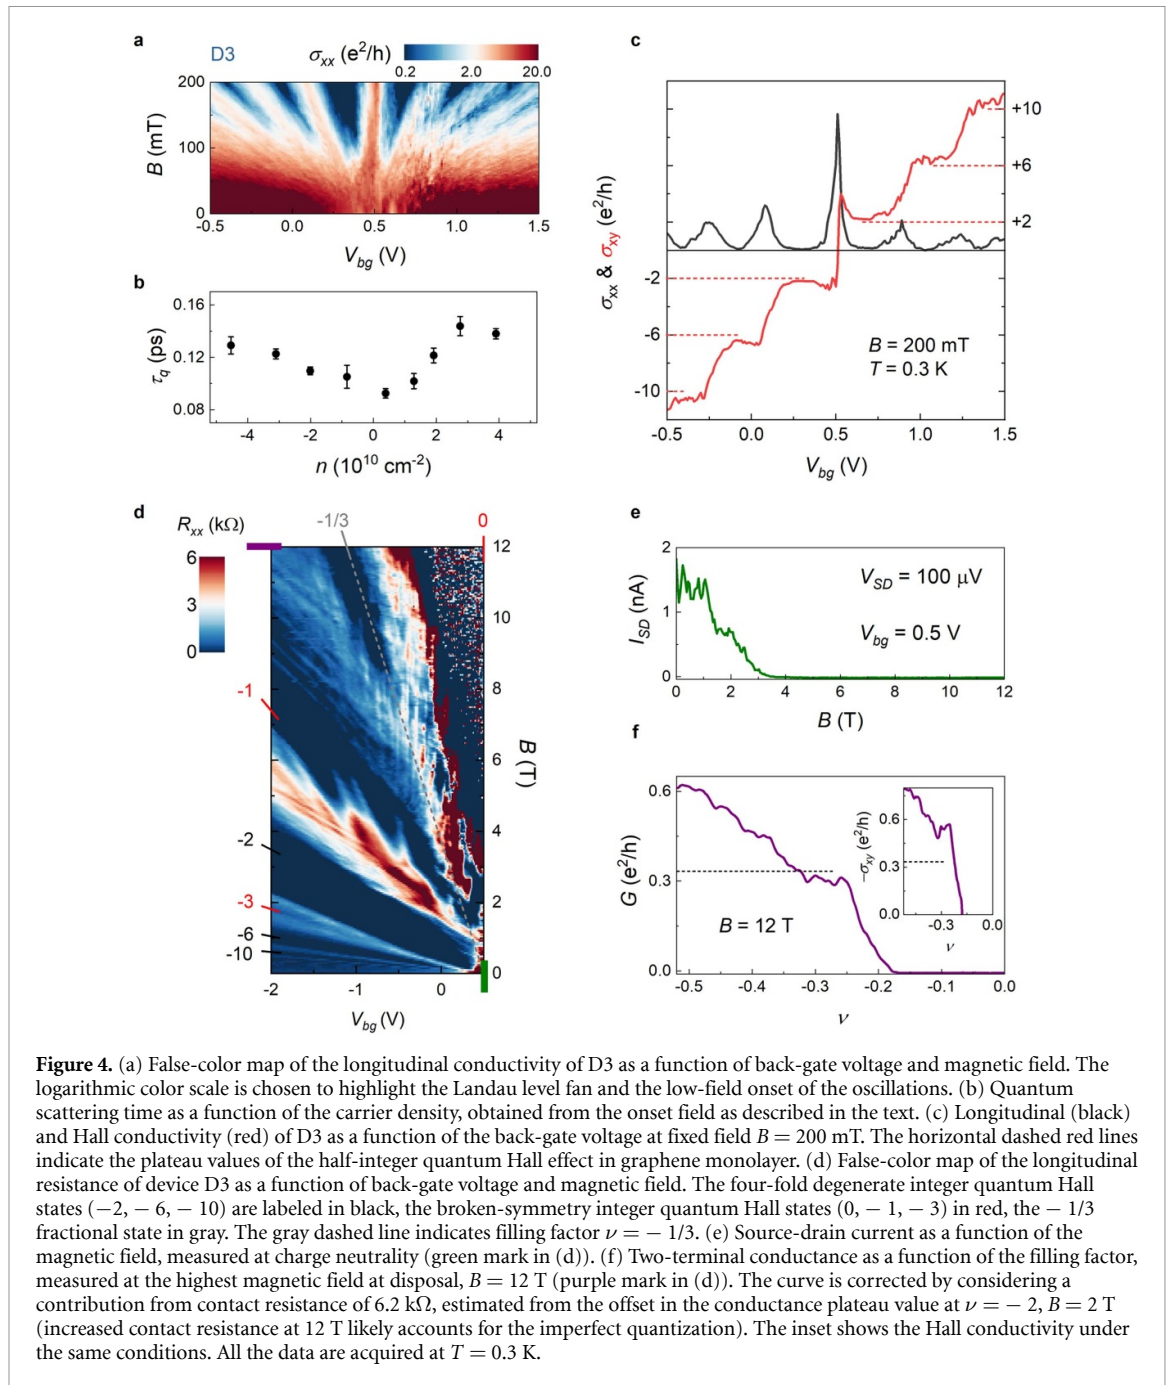 a
D3
σxx (e²/h)
0.2
2.0
20.0
200
100
0
B (mT)
-0.5
0.0
0.5
1.0
1.5
Vbg (V)
b
0.16
0.12
0.08
τq (ps)
-4
-2
0
2
4
n (10¹⁰ cm⁻²)
c
σxx & σxy (e²/h)
+10
+6
+2
-2
-6
-10
B = 200 mT
T = 0.3 K
-0.5
0.0
0.5
1.0
1.5
Vbg (V)
d
Rxx (kΩ)
6
3
0
-1/3
0
-1
-2
-3
-6
-10
12
10
8
6
4
2
0
B (T)
-2
-1
0
Vbg (V)
e
2
1
0
ISD (nA)
VSD = 100 μV
Vbg = 0.5 V
0
2
4
6
8
10
12
B (T)
f
0.6
0.3
0.0
G (e²/h)
B = 12 T
-0.5
-0.4
-0.3
-0.2
-0.1
0.0
ν
-σxy (e²/h)
0.6
0.3
0.0
-0.3
0.0
ν
Figure 4. (a) False-color map of the longitudinal conductivity of D3 as a function of back-gate voltage and magnetic field. The
logarithmic color scale is chosen to highlight the Landau level fan and the low-field onset of the oscillations. (b) Quantum
scattering time as a function of the carrier density, obtained from the onset field as described in the text. (c) Longitudinal (black)
and Hall conductivity (red) of D3 as a function of the back-gate voltage at fixed field B = 200 mT. The horizontal dashed red lines
indicate the plateau values of the half-integer quantum Hall effect in graphene monolayer. (d) False-color map of the longitudinal
resistance of device D3 as a function of back-gate voltage and magnetic field. The four-fold degenerate integer quantum Hall
states (−2, − 6, − 10) are labeled in black, the broken-symmetry integer quantum Hall states (0, − 1, − 3) in red, the − 1/3
fractional state in gray. The gray dashed line indicates filling factor ν = − 1/3. (e) Source-drain current as a function of the
magnetic field, measured at charge neutrality (green mark in (d)). (f) Two-terminal conductance as a function of the filling factor,
measured at the highest magnetic field at disposal, B = 12 T (purple mark in (d)). The curve is corrected by considering a
contribution from contact resistance of 6.2 kΩ, estimated from the offset in the conductance plateau value at ν = − 2, B = 2 T
(increased contact resistance at 12 T likely accounts for the imperfect quantization). The inset shows the Hall conductivity under
the same conditions. All the data are acquired at T = 0.3 K.